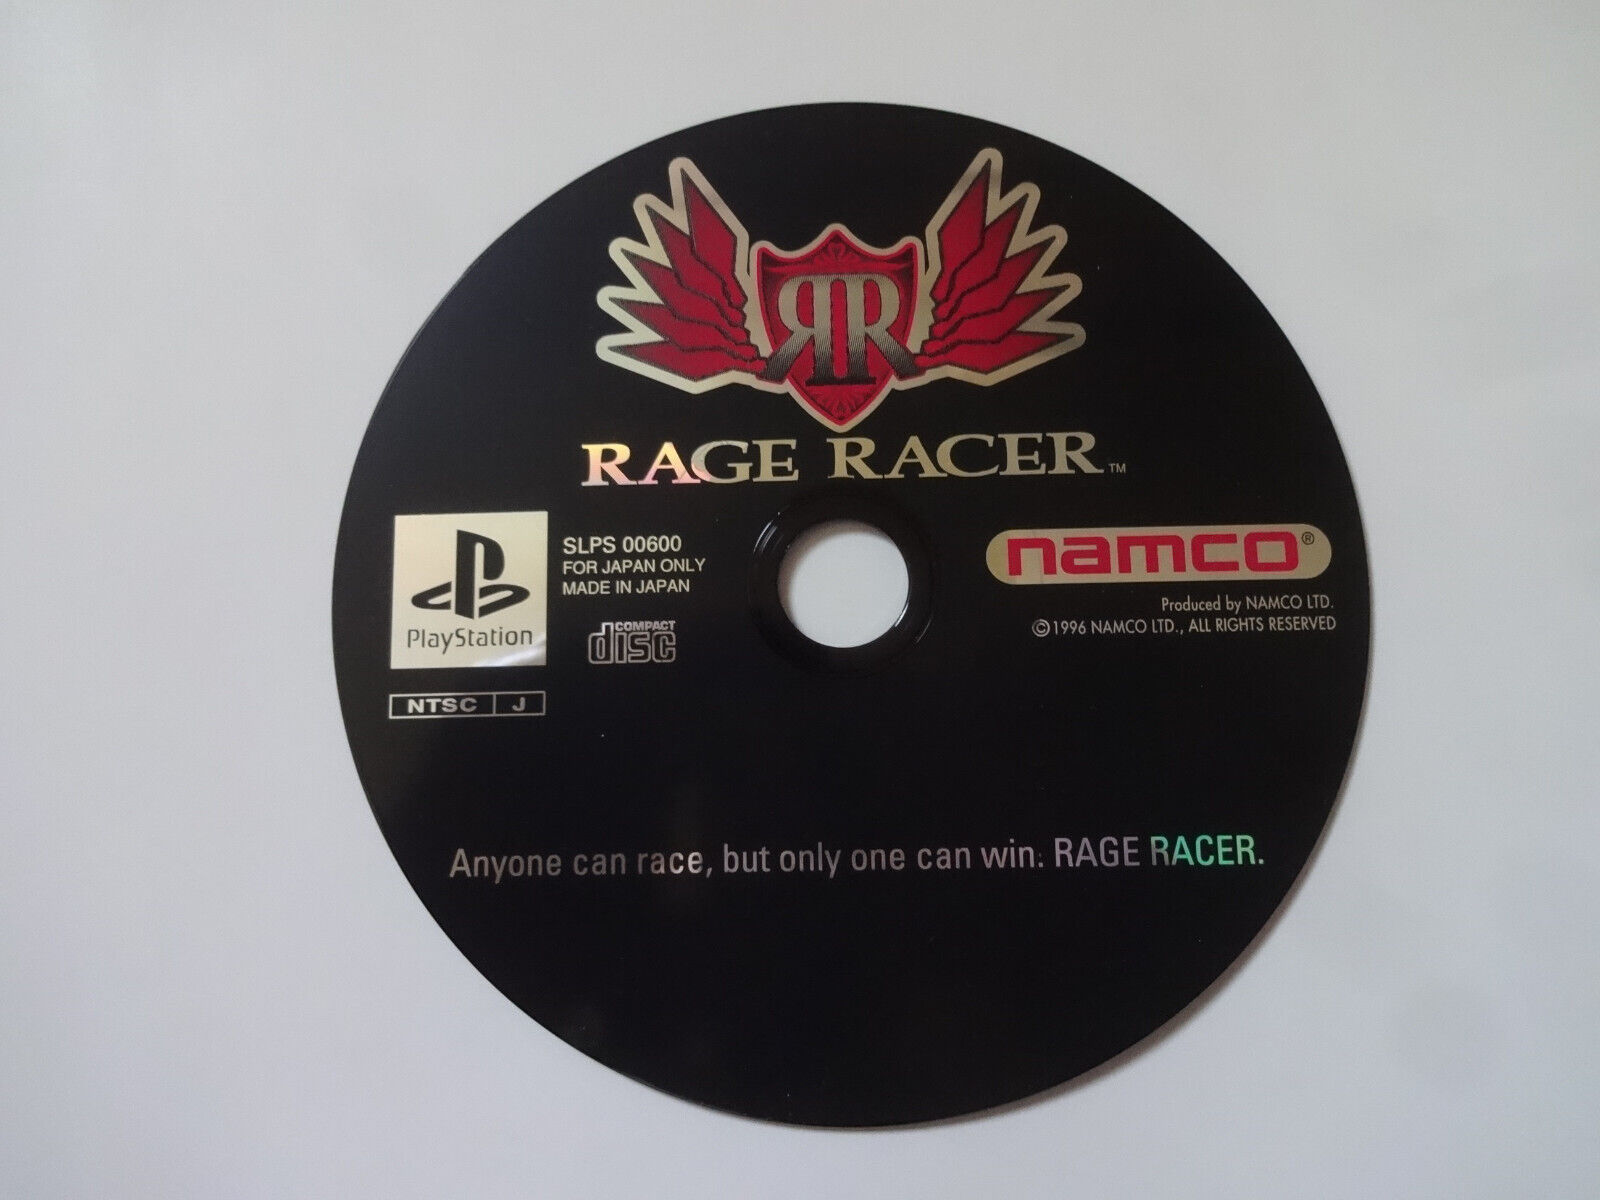 RR
RAGE RACER™
PlayStation
NTSC J
SLPS 00600
FOR JAPAN ONLY
MADE IN JAPAN
COMPACT
disc
namco®
Produced by NAMCO LTD.
©1996 NAMCO LTD., ALL RIGHTS RESERVED
Anyone can race, but only one can win. RAGE RACER.